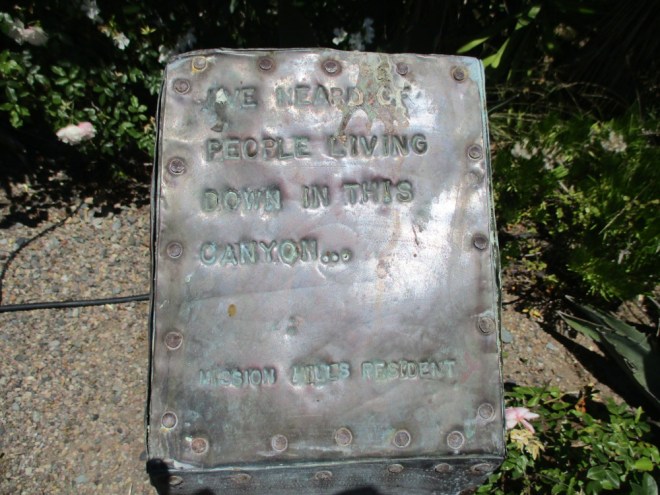 I'VE HEARD OF
PEOPLE LIVING
DOWN IN THIS
CANYON...
MISSION HILLS RESIDENT